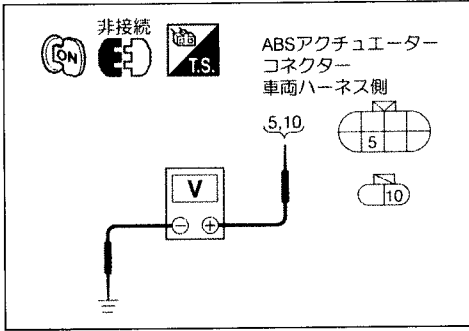 非接続
ON
T.S.
ABSアクチュエーター
コネクター
車両ハーネス側
5,10
5
10
V
⊖ ⊕